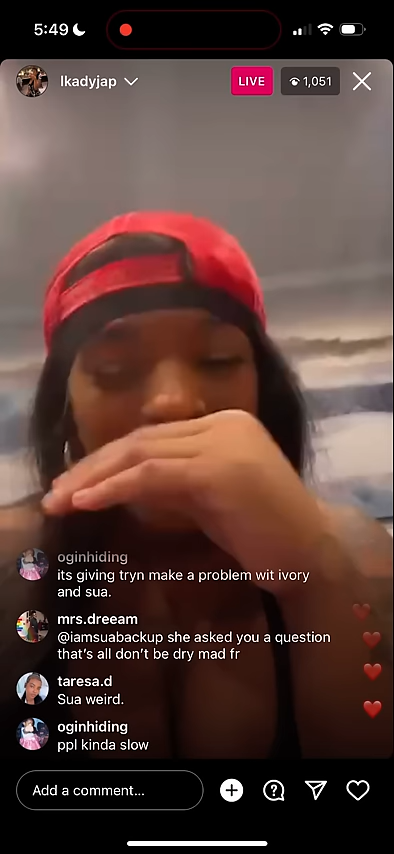 5:49
lkadyjap
LIVE
1,051
oginhiding
its giving tryn make a problem wit ivory
and sua.
mrs.dreeam
@iamsuabackup she asked you a question
that's all don't be dry mad fr
taresa.d
Sua weird.
oginhiding
ppl kinda slow
Add a comment...